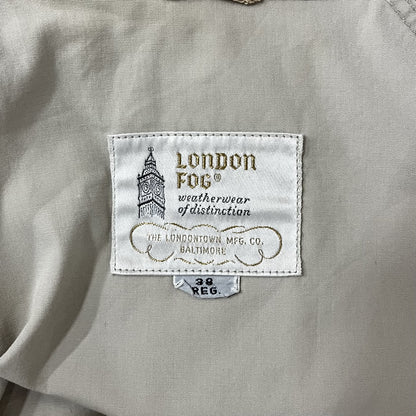 LONDON
FOG®
weatherwear
of distinction
THE LONDONTOWN MFG. CO.
BALTIMORE
38
REG.